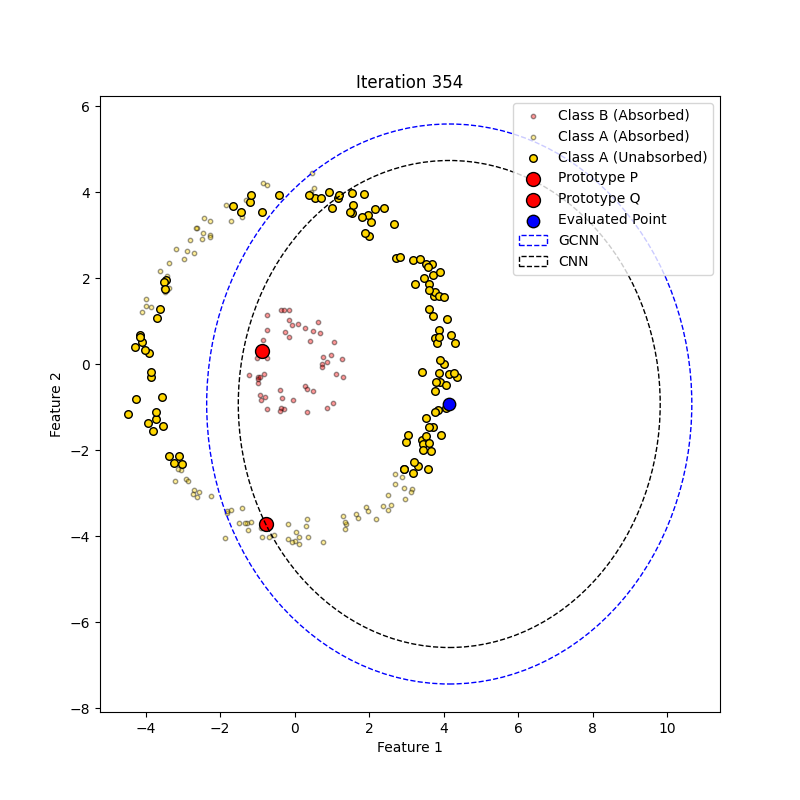 Iteration 354
Class B (Absorbed)
Class A (Absorbed)
Class A (Unabsorbed)
Prototype P
Prototype Q
Evaluated Point
GCNN
CNN
6
4
2
0
−2
−4
−6
−8
Feature 2
−4 −2 0 2 4 6 8 10
Feature 1